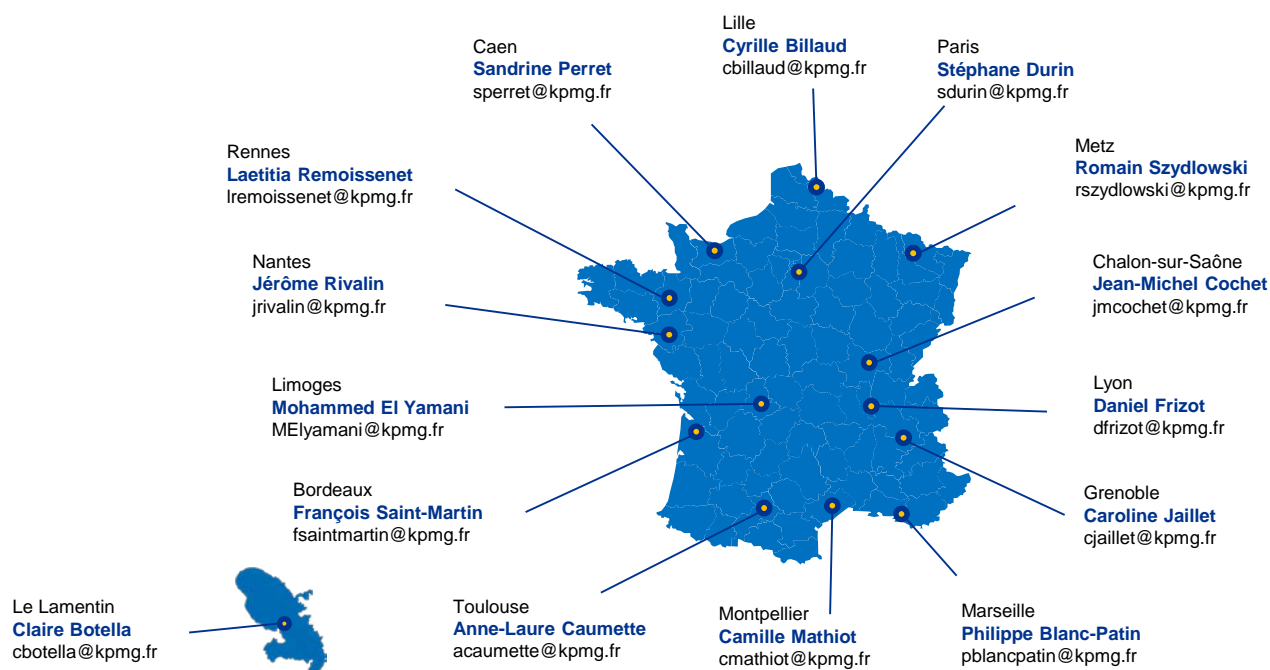 Lille
Cyrille Billaud
cbillaud@kpmg.fr
Caen
Sandrine Perret
sperret@kpmg.fr
Paris
Stéphane Durin
sdurin@kpmg.fr
Rennes
Laetitia Remoissenet
lremoissenet@kpmg.fr
Metz
Romain Szydlowski
rszydlowski@kpmg.fr
Nantes
Jérôme Rivalin
jrivalin@kpmg.fr
Chalon-sur-Saône
Jean-Michel Cochet
jmcochet@kpmg.fr
Limoges
Mohammed El Yamani
MElyamani@kpmg.fr
Lyon
Daniel Frizot
dfrizot@kpmg.fr
Bordeaux
François Saint-Martin
fsaintmartin@kpmg.fr
Grenoble
Caroline Jaillet
cjaillet@kpmg.fr
Le Lamentin
Claire Botella
cbotella@kpmg.fr
Toulouse
Anne-Laure Caumette
acaumette@kpmg.fr
Montpellier
Camille Mathiot
cmathiot@kpmg.fr
Marseille
Philippe Blanc-Patin
pblancpatin@kpmg.fr